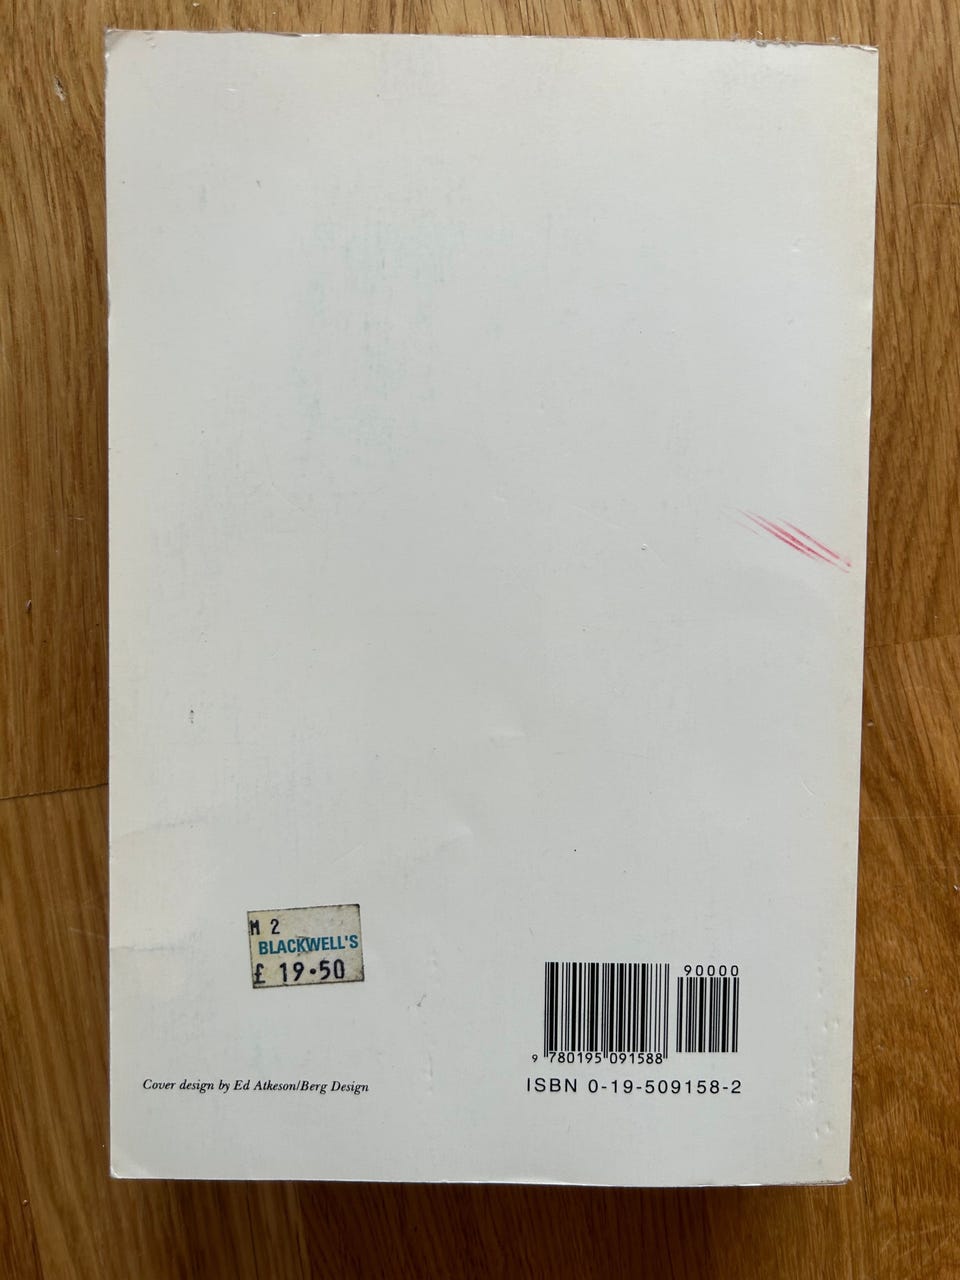 M 2
BLACKWELL'S
£ 19.50
90000
9 780195 091588
Cover design by Ed Atkeson/Berg Design
ISBN 0-19-509158-2